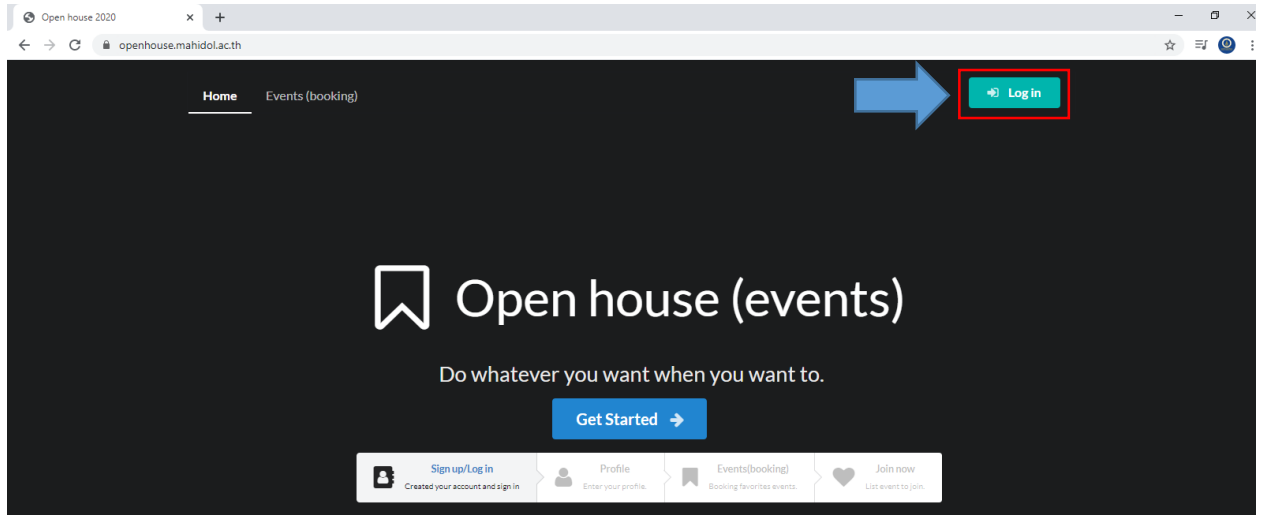 Open house 2020
openhouse.mahidol.ac.th
Home Events (booking) Log in
Open house (events)
Do whatever you want when you want to.
Get Started
Sign up/Log in
Created your account and sign in
Profile
Enter your profile.
Events(booking)
Booking favorites events.
Join now
List event to join.